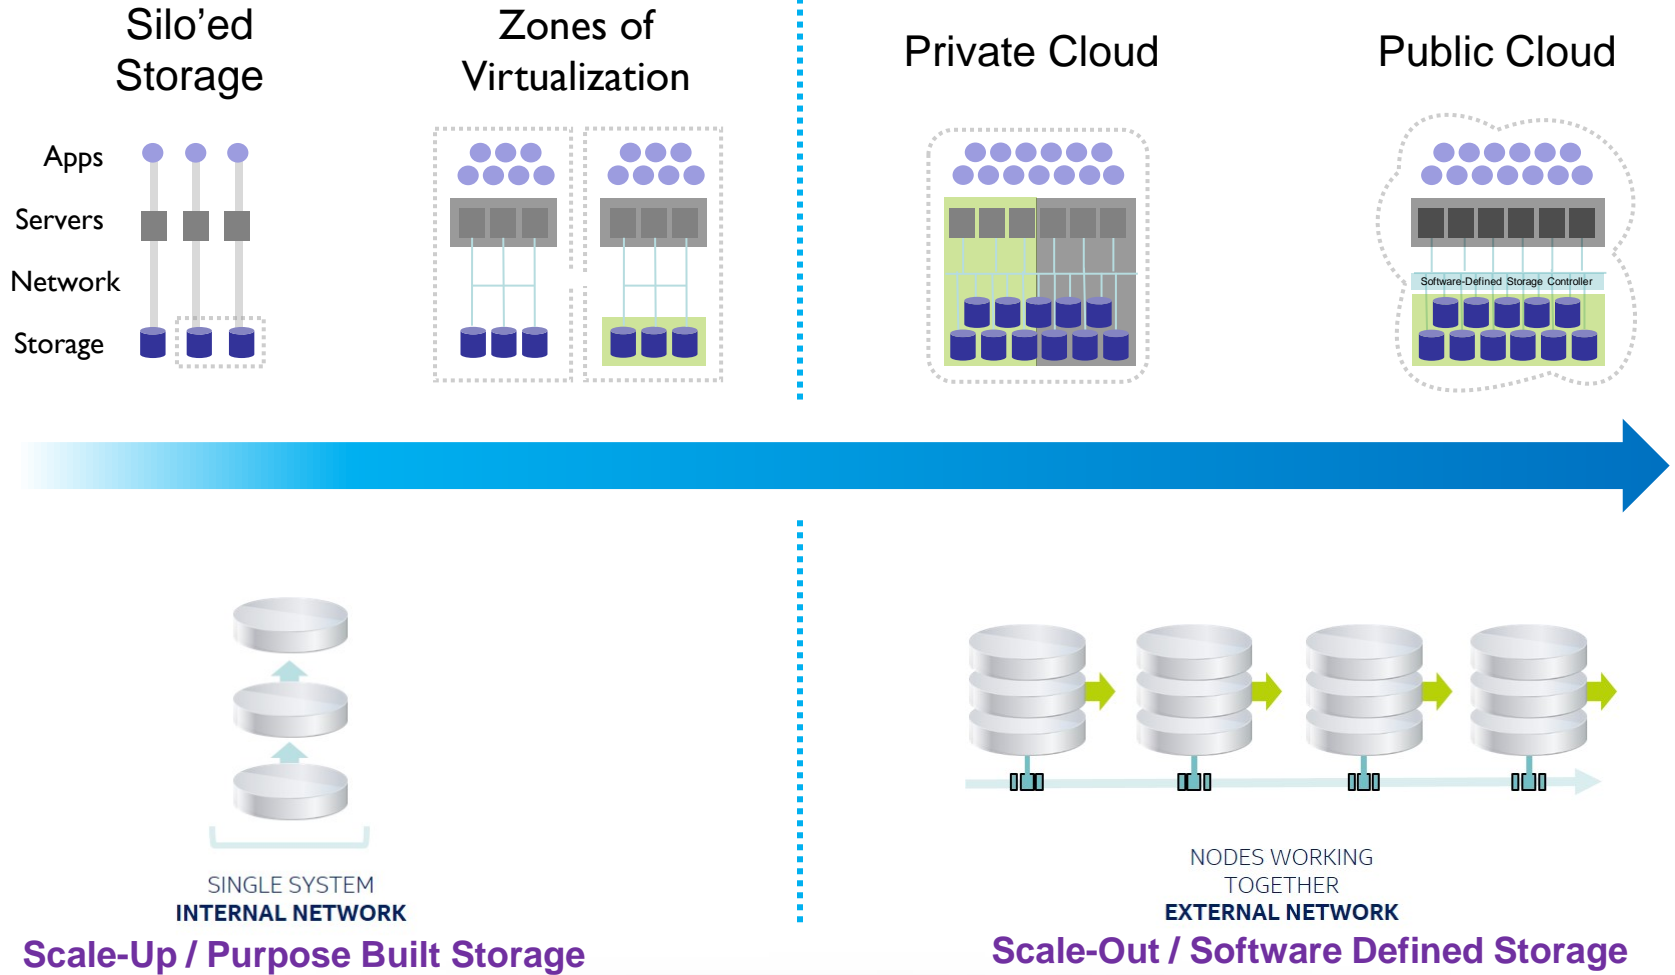 Silo’ed
Storage
Zones of
Virtualization
Private Cloud
Public Cloud
Apps
Servers
Network
Storage
Software-Defined Storage Controller
SINGLE SYSTEM
INTERNAL NETWORK
Scale-Up / Purpose Built Storage
NODES WORKING
TOGETHER
EXTERNAL NETWORK
Scale-Out / Software Defined Storage